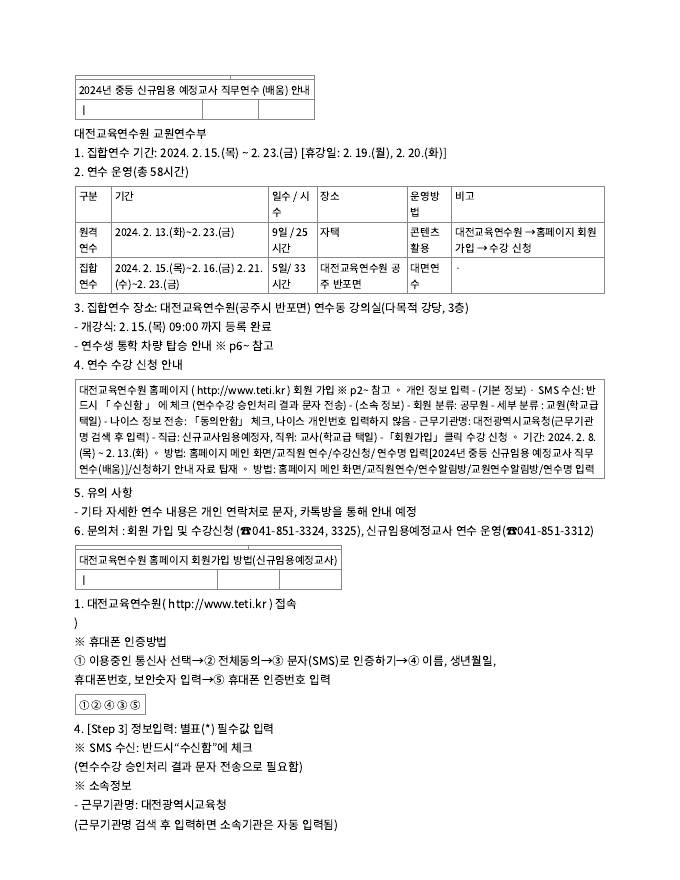 2024년 중등 신규임용 예정교사 직무연수 (배움) 안내
Ⅰ
대전교육연수원 교원연수부
1. 집합연수 기간: 2024. 2. 15.(목) ~ 2. 23.(금) [휴강일: 2. 19.(월), 2. 20.(화)]
2. 연수 운영(총 58시간)
구분 기간 일수 / 시수 장소 운영방법 비고
원격연수 2024. 2. 13.(화)~2. 23.(금) 9일 / 25시간 자택 콘텐츠 활용 대전교육연수원 →홈페이지 회원가입 → 수강 신청
집합연수 2024. 2. 15.(목)~2. 16.(금) 2. 21.(수)~2. 23.(금) 5일/ 33시간 대전교육연수원 공주 반포면 대면연수 -
3. 집합연수 장소: 대전교육연수원(공주시 반포면) 연수동 강의실(다목적 강당, 3층)
- 개강식: 2. 15.(목) 09:00 까지 등록 완료
- 연수생 통학 차량 탑승 안내 ※ p6~ 참고
4. 연수 수강 신청 안내
대전교육연수원 홈페이지 ( http://www.teti.kr ) 회원 가입 ※ p2~ 참고 ◦ 개인 정보 입력 - (기본 정보) · SMS 수신: 반
드시 「 수신함 」 에 체크 (연수수강 승인처리 결과 문자 전송) - (소속 정보) - 회원 분류: 공무원 - 세부 분류 : 교원(학교급
택일) - 나이스 정보 전송: 「동의안함」 체크, 나이스 개인번호 입력하지 않음 - 근무기관명: 대전광역시교육청(근무기관
명 검색 후 입력) - 직급: 신규교사임용예정자, 직위: 교사(학교급 택일) - 「회원가입」클릭 수강 신청 ◦ 기간: 2024. 2. 8.
(목) ~ 2. 13.(화) ◦ 방법: 홈페이지 메인 화면/교직원 연수/수강신청/ 연수명 입력[2024년 중등 신규임용 예정교사 직무
연수(배움)]/신청하기 안내 자료 탑재 ◦ 방법: 홈페이지 메인 화면/교직원연수/연수알림방/교원연수알림방/연수명 입력
5. 유의 사항
- 기타 자세한 연수 내용은 개인 연락처로 문자, 카톡방을 통해 안내 예정
6. 문의처 : 회원 가입 및 수강신청 (☎041-851-3324, 3325), 신규임용예정교사 연수 운영(☎041-851-3312)
대전교육연수원 홈페이지 회원가입 방법(신규임용예정교사)
Ⅰ
1. 대전교육연수원( http://www.teti.kr ) 접속
)
※ 휴대폰 인증방법
① 이용중인 통신사 선택→② 전체동의→③ 문자(SMS)로 인증하기→④ 이름, 생년월일,
휴대폰번호, 보안숫자 입력→⑤ 휴대폰 인증번호 입력
① ② ④ ③ ⑤
4. [Step 3] 정보입력: 별표(*) 필수값 입력
※ SMS 수신: 반드시“수신함”에 체크
(연수수강 승인처리 결과 문자 전송으로 필요함)
※ 소속정보
- 근무기관명: 대전광역시교육청
(근무기관명 검색 후 입력하면 소속기관은 자동 입력됨)